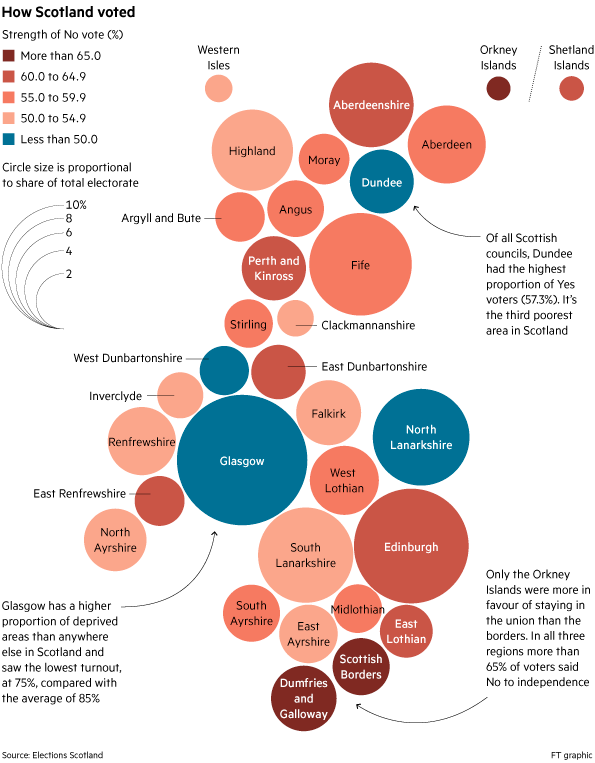 How Scotland voted
Strength of No vote (%)
More than 65.0
60.0 to 64.9
55.0 to 59.9
50.0 to 54.9
Less than 50.0
Circle size is proportional
to share of total electorate
10%
8
6
4
2
Western
Isles
Orkney
Islands
Shetland
Islands
Aberdeenshire
Highland
Moray
Aberdeen
Dundee
Argyll and Bute
Angus
Perth and
Kinross
Fife
Of all Scottish
councils, Dundee
had the highest
proportion of Yes
voters (57.3%). It's
the third poorest
area in Scotland
Stirling
Clackmannanshire
West Dunbartonshire
East Dunbartonshire
Inverclyde
Falkirk
Renfrewshire
North
Lanarkshire
Glasgow
West
Lothian
East Renfrewshire
North
Ayrshire
South
Lanarkshire
Edinburgh
Glasgow has a higher
proportion of deprived
areas than anywhere
else in Scotland and
saw the lowest turnout,
at 75%, compared with
the average of 85%
South
Ayrshire
Midlothian
East
Ayrshire
East
Lothian
Scottish
Borders
Dumfries
and
Galloway
Only the Orkney
Islands were more in
favour of staying in
the union than the
borders. In all three
regions more than
65% of voters said
No to independence
Source: Elections Scotland
FT graphic